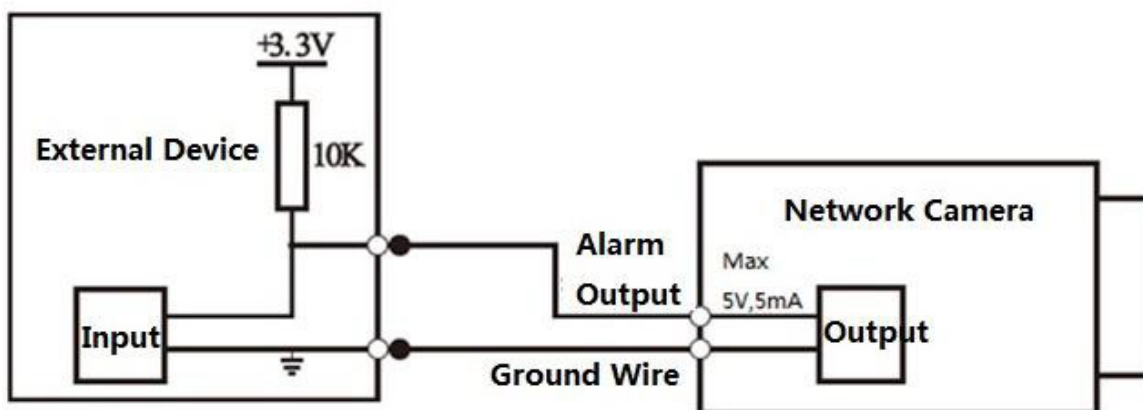 +3.3V
External Device
10K
Network Camera
Alarm
Output
Max
5V,5mA
Input
Output
Ground Wire